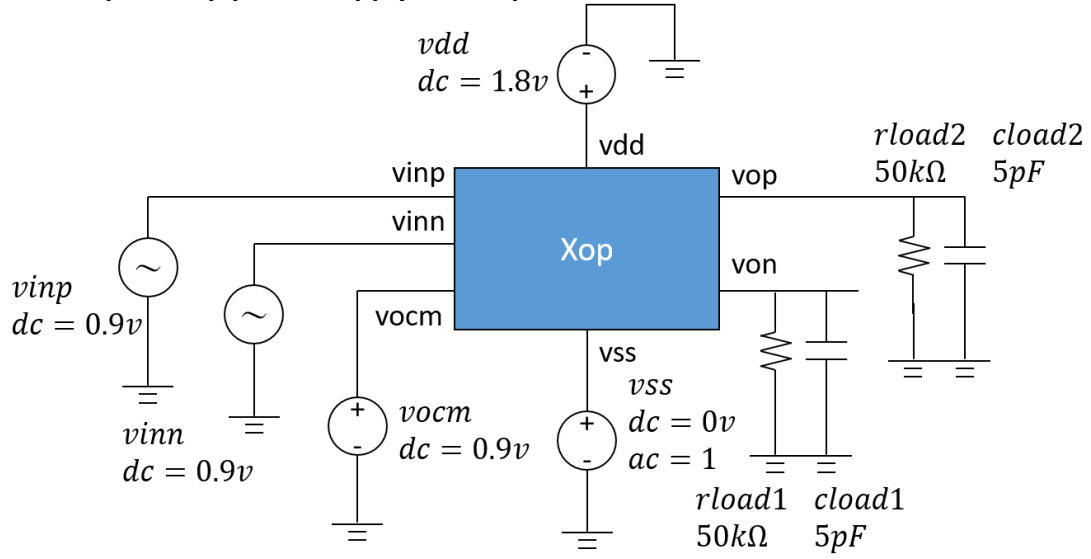 vdd
dc = 1.8v
-
+
vdd
rload2 cload2
50kΩ 5pF
vinp
vop
vinn
Xop
von
~
~
vinp
dc = 0.9v
vocm
vss
vss
dc = 0v
ac = 1
+
-
vocm
dc = 0.9v
+
-
vinn
dc = 0.9v
rload1 cload1
50kΩ 5pF